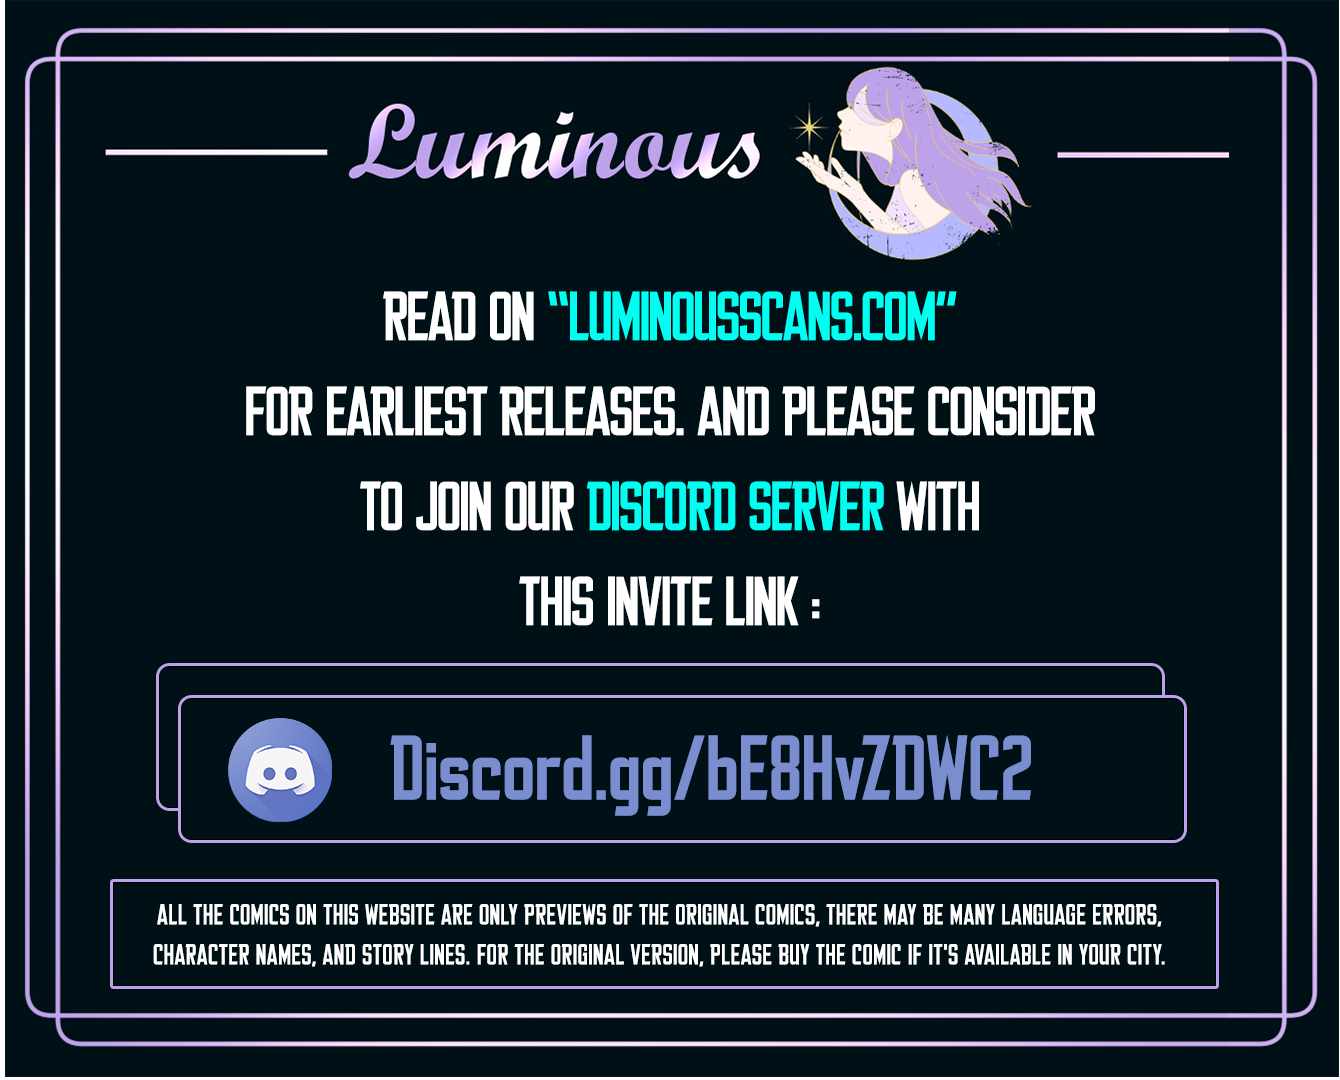 Luminous
READ ON “LUMINOUSSCANS.COM”
FOR EARLIEST RELEASES. AND PLEASE CONSIDER
TO JOIN OUR DISCORD SERVER WITH
THIS INVITE LINK :
Discord.gg/bE8HvZDWC2
ALL THE COMICS ON THIS WEBSITE ARE ONLY PREVIEWS OF THE ORIGINAL COMICS, THERE MAY BE MANY LANGUAGE ERRORS,
CHARACTER NAMES, AND STORY LINES. FOR THE ORIGINAL VERSION, PLEASE BUY THE COMIC IF IT'S AVAILABLE IN YOUR CITY.